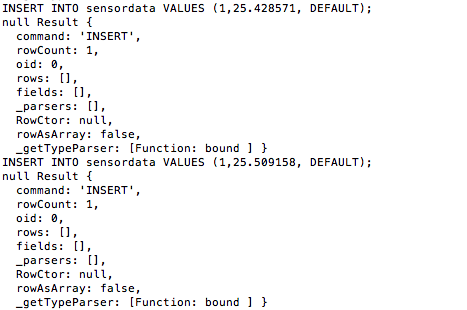 INSERT INTO sensordata VALUES (1,25.428571, DEFAULT);
null Result {
  command: 'INSERT',
  rowCount: 1,
  oid: 0,
  rows: [],
  fields: [],
  _parsers: [],
  RowCtor: null,
  rowAsArray: false,
  _getTypeParser: [Function: bound ] }
INSERT INTO sensordata VALUES (1,25.509158, DEFAULT);
null Result {
  command: 'INSERT',
  rowCount: 1,
  oid: 0,
  rows: [],
  fields: [],
  _parsers: [],
  RowCtor: null,
  rowAsArray: false,
  _getTypeParser: [Function: bound ] }